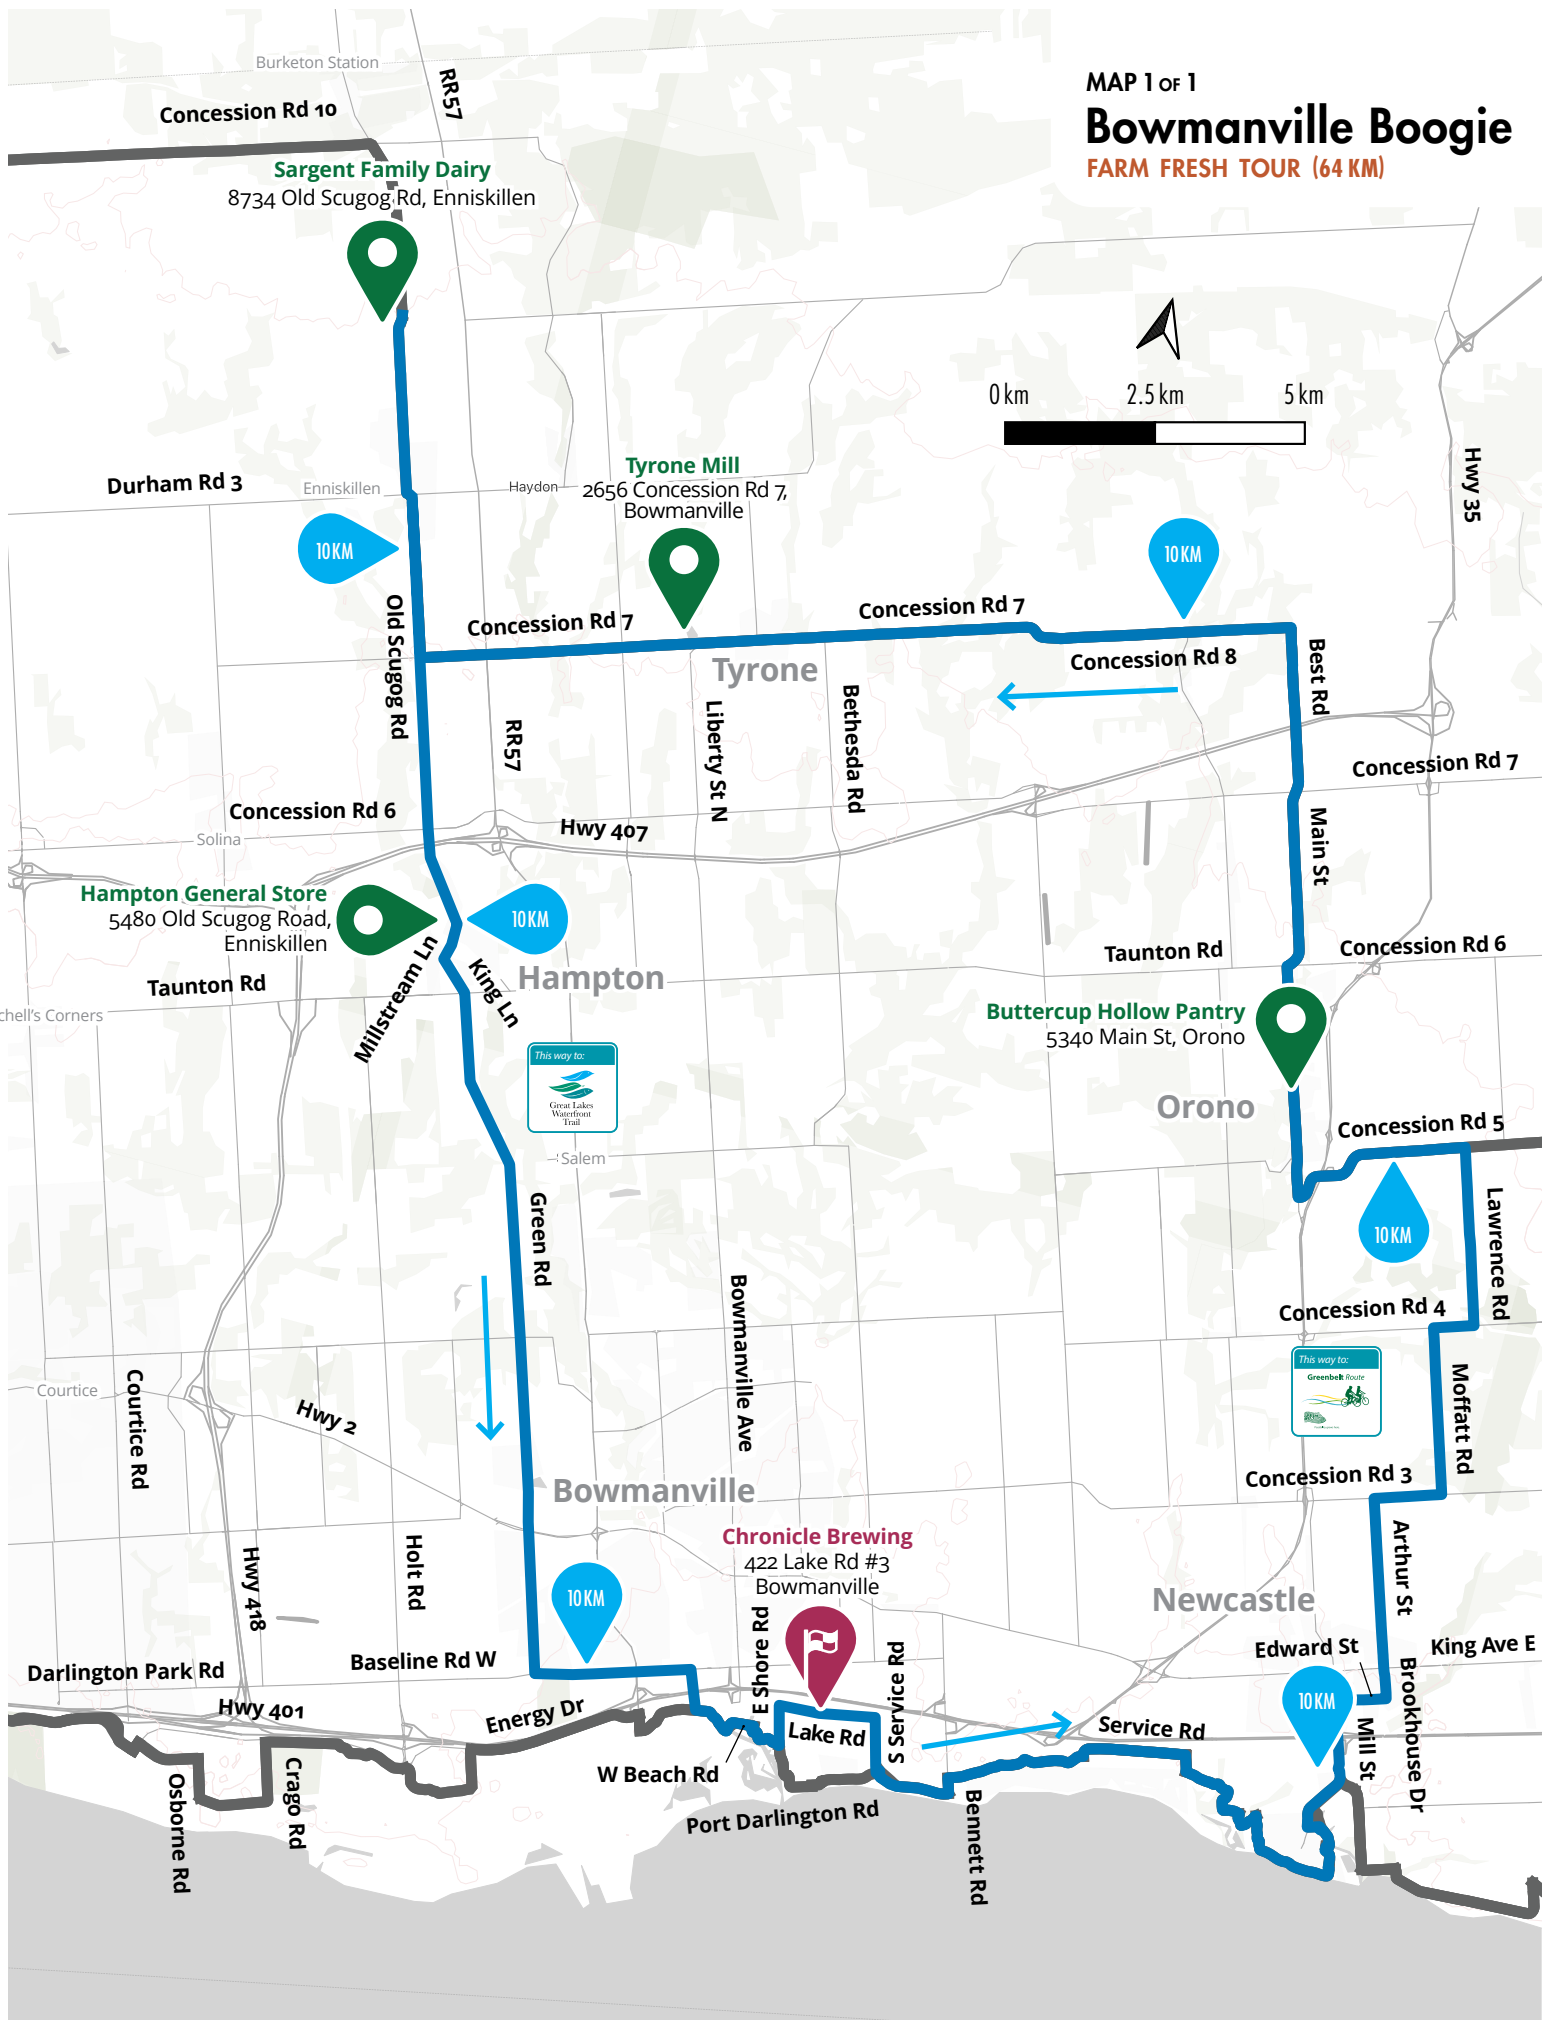 MAP 1 OF 1
Bowmanville Boogie
FARM FRESH TOUR (64 KM)
Burketon Station
RR57
Concession Rd 10
Sargent Family Dairy
8734 Old Scugog Rd, Enniskillen
0 km
2.5 km
5 km
Hwy 35
Durham Rd 3
Enniskillen
Haydon
Tyrone Mill
2656 Concession Rd 7,
Bowmanville
10 KM
10 KM
Old Scugog Rd
Concession Rd 7
Concession Rd 7
Tyrone
Concession Rd 8
Best Rd
RR57
Liberty St N
Bethesda Rd
Concession Rd 7
Concession Rd 6
Solina
Hwy 407
Main St
Hampton General Store
5480 Old Scugog Road,
Enniskillen
10 KM
Taunton Rd
Millstream Ln
King Ln
Hampton
Taunton Rd
Concession Rd 6
chell's Corners
Buttercup Hollow Pantry
5340 Main St, Orono
Orono
This way to:
Great Lakes
Waterfront
Trail
Salem
Concession Rd 5
10 KM
Lawrence Rd
Green Rd
Concession Rd 4
Bowmanville Ave
This way to:
Greenbelt Route
Moffatt Rd
Courtice
Courtice Rd
Hwy 2
Concession Rd 3
Bowmanville
Chronicle Brewing
422 Lake Rd #3
Bowmanville
Arthur St
Hwy 418
Holt Rd
10 KM
Newcastle
Edward St
King Ave E
Darlington Park Rd
Baseline Rd W
E Shore Rd
S Service Rd
Brookhouse Dr
10 KM
Hwy 401
Energy Dr
Lake Rd
Service Rd
Mill St
W Beach Rd
Osborne Rd
Crago Rd
Port Darlington Rd
Bennett Rd